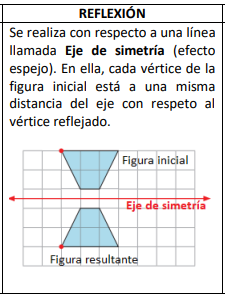 REFLEXIÓN
Se realiza con respecto a una línea
llamada Eje de simetría (efecto
espejo). En ella, cada vértice de la
figura inicial está a una misma
distancia del eje con respeto al
vértice reflejado.
Figura inicial
Eje de simetría
Figura resultante